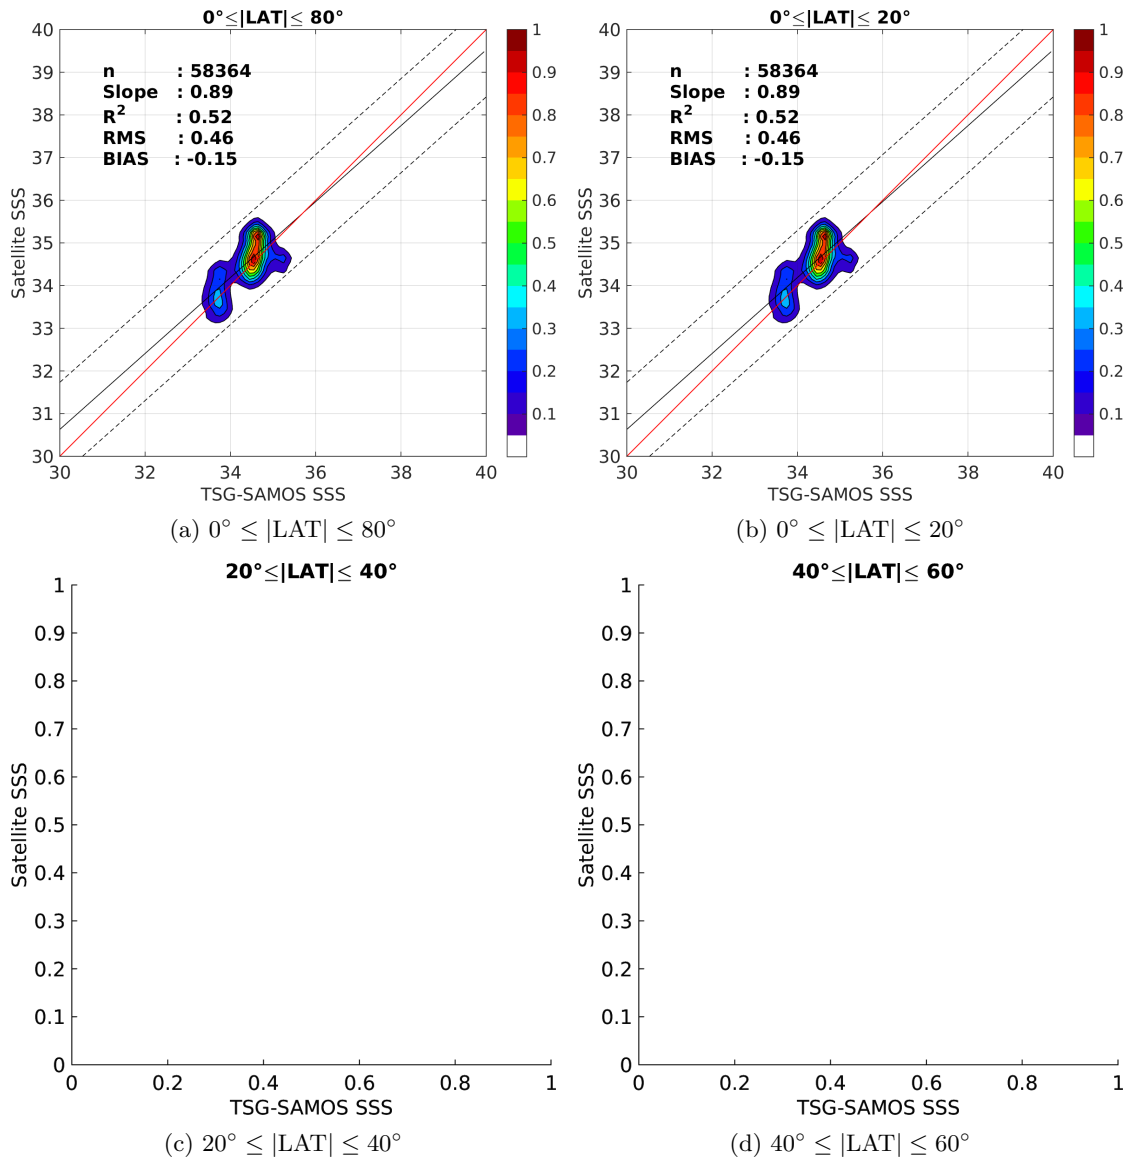 0°≤|LAT|≤ 80°
40
39
38
37
36
35
34
33
32
31
30
n : 58364
Slope : 0.89
R² : 0.52
RMS : 0.46
BIAS : -0.15
Satellite SSS
30 32 34 36 38 40
TSG-SAMOS SSS
1
0.9
0.8
0.7
0.6
0.5
0.4
0.3
0.2
0.1
(a) 0° ≤ |LAT| ≤ 80°
0°≤|LAT|≤ 20°
40
39
38
37
36
35
34
33
32
31
30
n : 58364
Slope : 0.89
R² : 0.52
RMS : 0.46
BIAS : -0.15
Satellite SSS
30 32 34 36 38 40
TSG-SAMOS SSS
1
0.9
0.8
0.7
0.6
0.5
0.4
0.3
0.2
0.1
(b) 0° ≤ |LAT| ≤ 20°
20°≤|LAT|≤ 40°
1
0.9
0.8
0.7
0.6
0.5
0.4
0.3
0.2
0.1
0
Satellite SSS
0 0.2 0.4 0.6 0.8 1
TSG-SAMOS SSS
(c) 20° ≤ |LAT| ≤ 40°
40°≤|LAT|≤ 60°
1
0.9
0.8
0.7
0.6
0.5
0.4
0.3
0.2
0.1
0
Satellite SSS
0 0.2 0.4 0.6 0.8 1
TSG-SAMOS SSS
(d) 40° ≤ |LAT| ≤ 60°